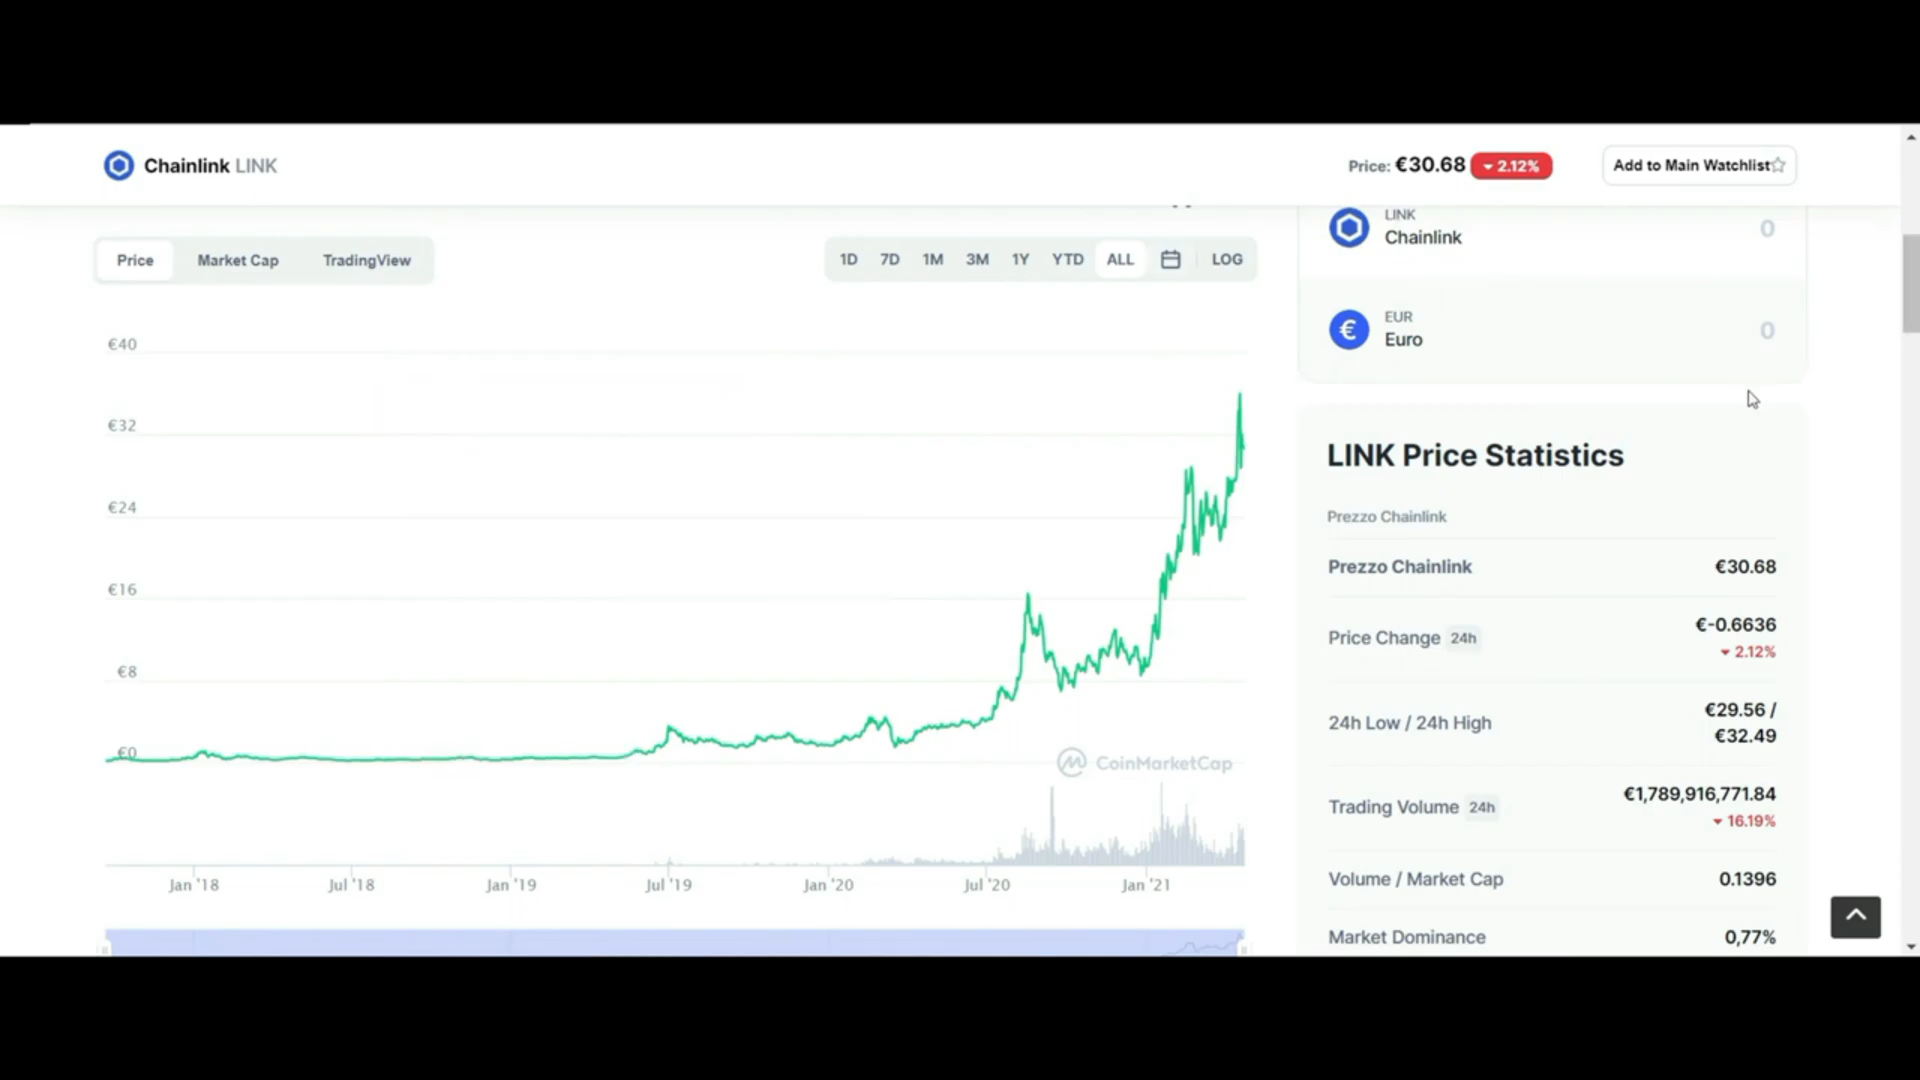 Chainlink LINK
Price: €30.68 2.12%
Add to Main Watchlist
LINK
Chainlink
0
EUR
Euro
0
Price Market Cap TradingView
1D 7D 1M 3M 1Y YTD ALL LOG
€40
€32
€24
€16
€8
€0
CoinMarketCap
Jan '18 Jul '18 Jan '19 Jul '19 Jan '20 Jul '20 Jan '21
LINK Price Statistics
Prezzo Chainlink
Prezzo Chainlink €30.68
Price Change 24h €-0.6636
2.12%
24h Low / 24h High €29.56 /
€32.49
Trading Volume 24h €1,789,916,771.84
16.19%
Volume / Market Cap 0.1396
Market Dominance 0,77%